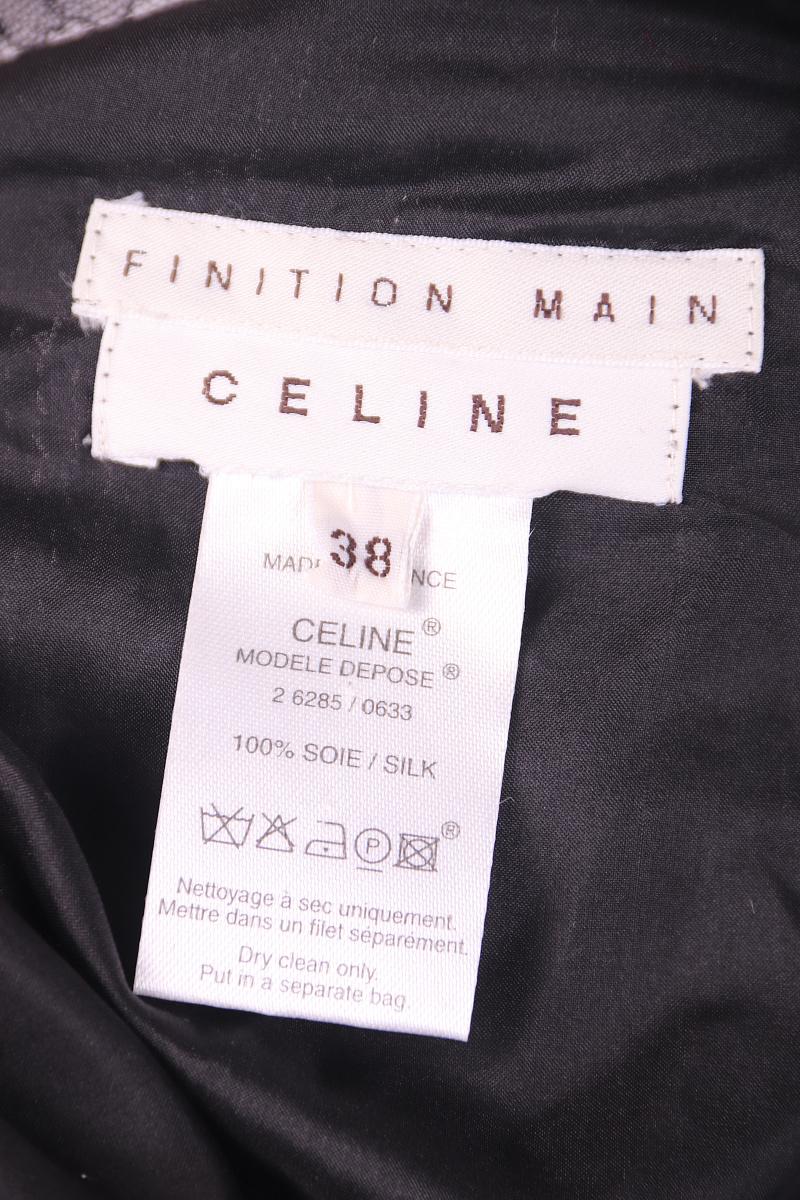 FINITION MAIN
CELINE
38
CELINE®
MODELE DEPOSE®
2 6285 / 0633
100% SOIE / SILK
P ®
Nettoyage à sec uniquement.
Mettre dans un filet séparément.
Dry clean only.
Put in a separate bag.